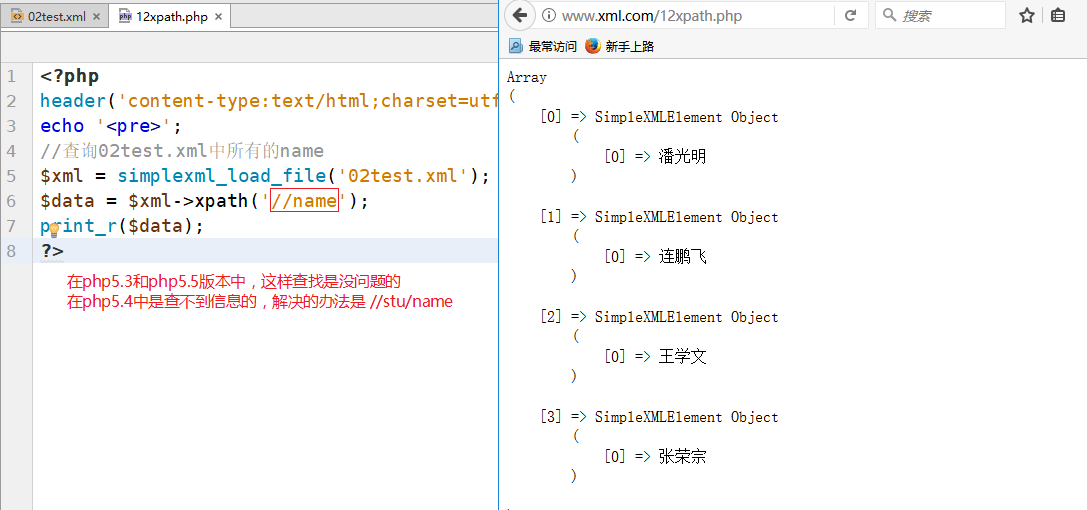 02test.xml × 12xpath.php ×
1 <?php
2 header('content-type:text/html;charset=utf
3 echo '<pre>';
4 //查询02test.xml中所有的name
5 $xml = simplexml_load_file('02test.xml');
6 $data = $xml->xpath('//name');
7 print_r($data);
8 ?>
在php5.3和php5.5版本中，这样查找是没问题的
在php5.4中是查不到信息的，解决的办法是 //stu/name
www.xml.com/12xpath.php 搜索
最常访问 新手上路
Array
(
[0] => SimpleXMLElement Object
(
[0] => 潘光明
)
[1] => SimpleXMLElement Object
(
[0] => 连鹏飞
)
[2] => SimpleXMLElement Object
(
[0] => 王学文
)
[3] => SimpleXMLElement Object
(
[0] => 张荣宗
)